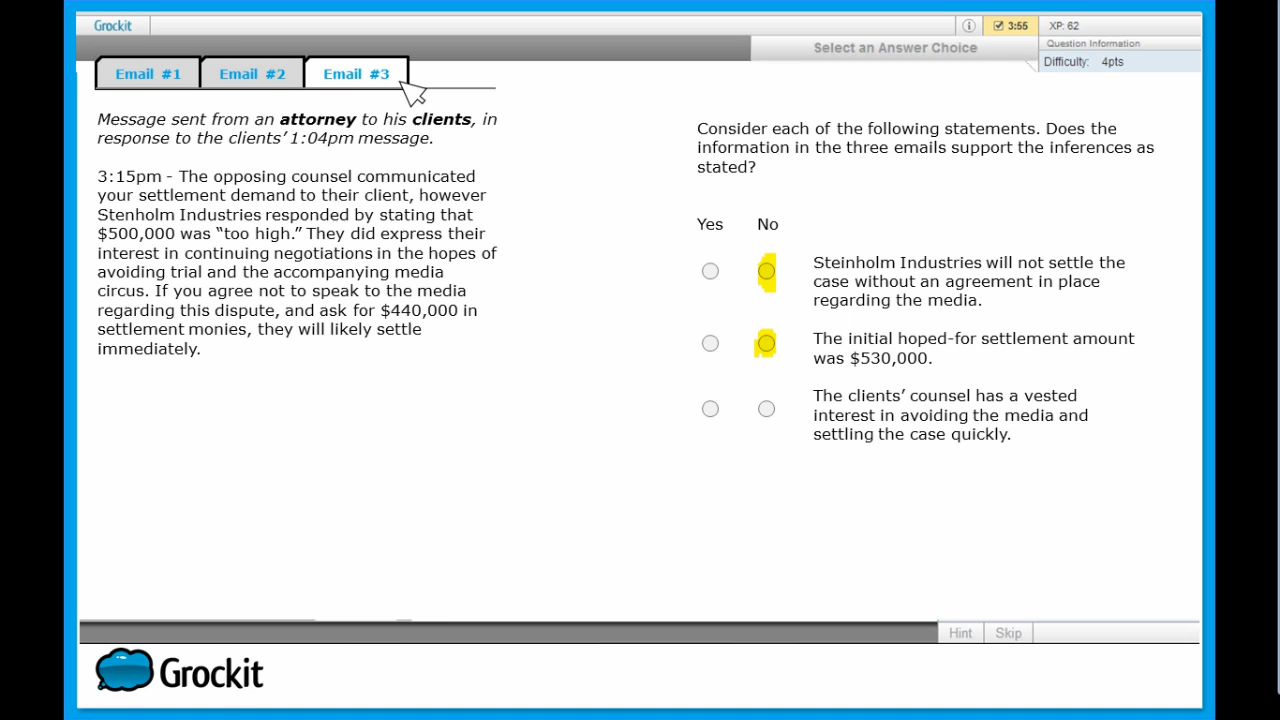 Grockit
3:55
XP: 62
Select an Answer Choice
Question Information
Difficulty: 4pts
Email #1
Email #2
Email #3
Message sent from an attorney to his clients, in
response to the clients’ 1:04pm message.
3:15pm - The opposing counsel communicated
your settlement demand to their client, however
Stenholm Industries responded by stating that
$500,000 was “too high.” They did express their
interest in continuing negotiations in the hopes of
avoiding trial and the accompanying media
circus. If you agree not to speak to the media
regarding this dispute, and ask for $440,000 in
settlement monies, they will likely settle
immediately.
Consider each of the following statements. Does the
information in the three emails support the inferences as
stated?
Yes No
Steinholm Industries will not settle the
case without an agreement in place
regarding the media.
The initial hoped-for settlement amount
was $530,000.
The clients’ counsel has a vested
interest in avoiding the media and
settling the case quickly.
Hint
Skip
Grockit